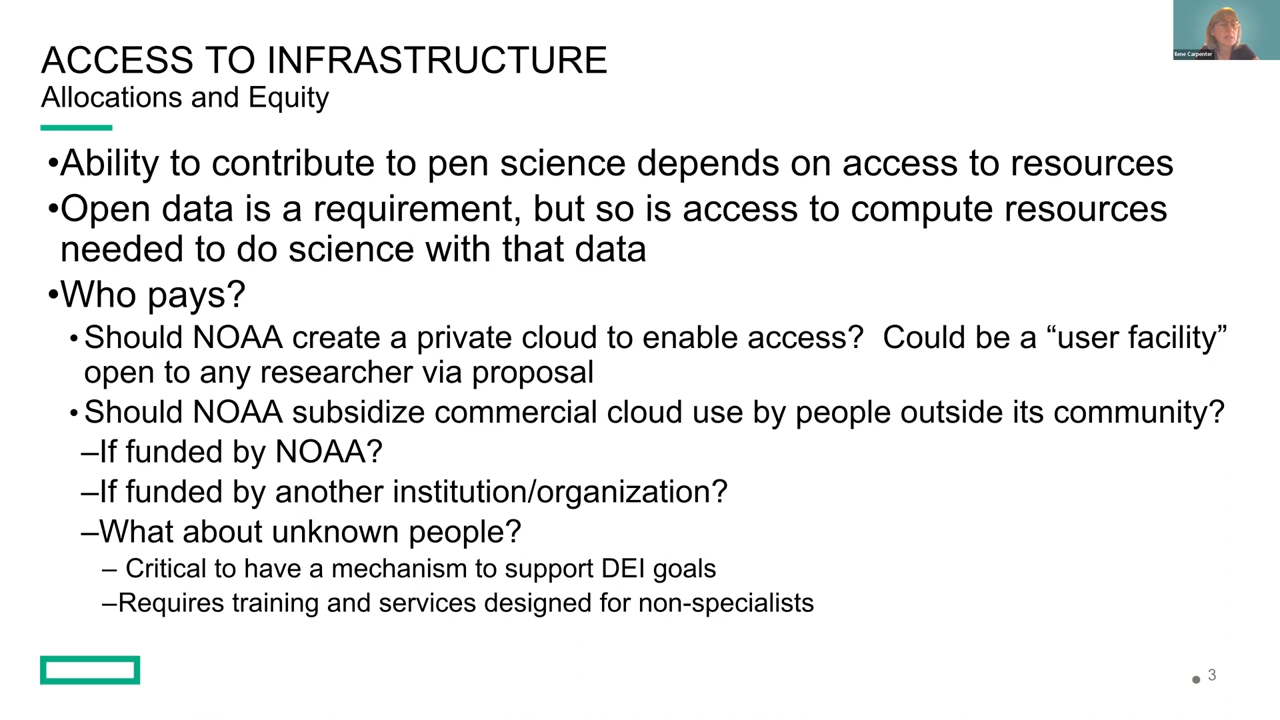 ACCESS TO INFRASTRUCTURE
Allocations and Equity
•Ability to contribute to pen science depends on access to resources
•Open data is a requirement, but so is access to compute resources
needed to do science with that data
•Who pays?
•Should NOAA create a private cloud to enable access?  Could be a “user facility”
open to any researcher via proposal
•Should NOAA subsidize commercial cloud use by people outside its community?
–If funded by NOAA?
–If funded by another institution/organization?
–What about unknown people?
– Critical to have a mechanism to support DEI goals
–Requires training and services designed for non-specialists
Ilene Carpenter
• 3